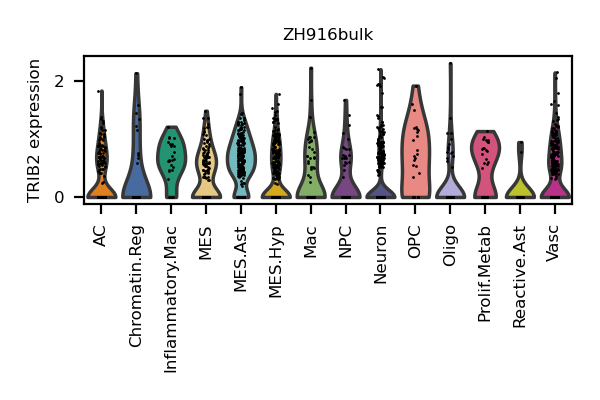 ZH916bulk
TRIB2 expression
2
0
AC
Chromatin.Reg
Inflammatory.Mac
MES
MES.Ast
MES.Hyp
Mac
NPC
Neuron
OPC
Oligo
Prolif.Metab
Reactive.Ast
Vasc